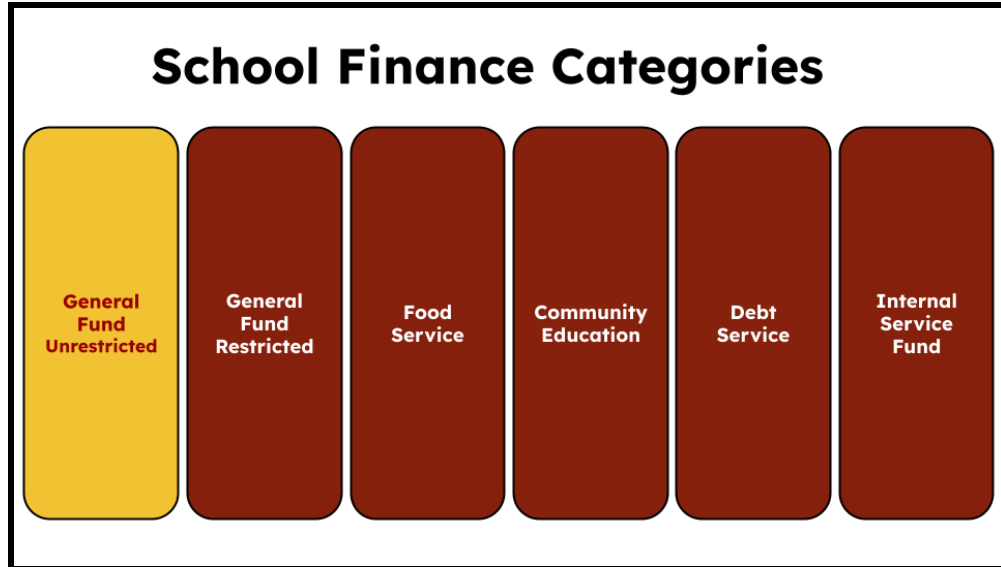 School Finance Categories
General
Fund
Unrestricted
General
Fund
Restricted
Food
Service
Community
Education
Debt
Service
Internal
Service
Fund